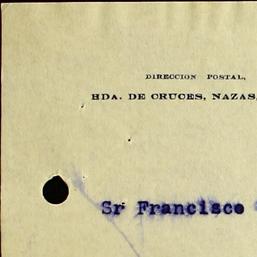 DIRECCION POSTAL,
HDA. DE CRUCES, NAZAS,
Sr Francisco